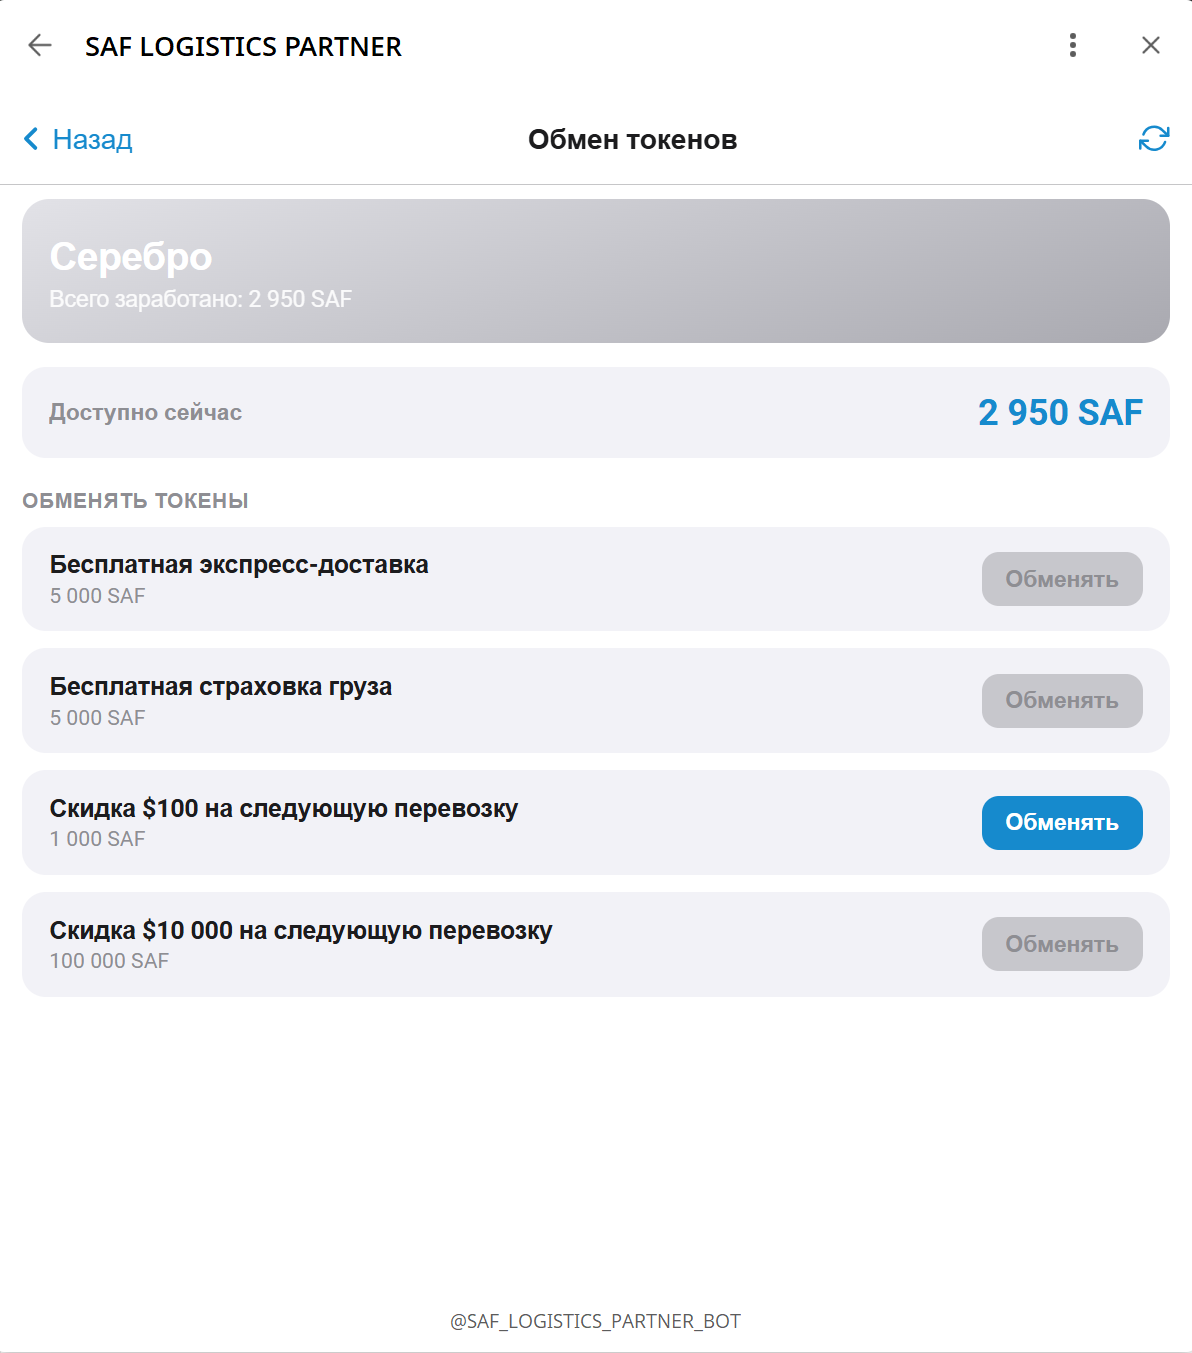 SAF LOGISTICS PARTNER
Назад
Обмен токенов
Серебро
Всего заработано: 2 950 SAF
Доступно сейчас
2 950 SAF
ОБМЕНЯТЬ ТОКЕНЫ
Бесплатная экспресс-доставка
5 000 SAF
Обменять
Бесплатная страховка груза
5 000 SAF
Обменять
Скидка $100 на следующую перевозку
1 000 SAF
Обменять
Скидка $10 000 на следующую перевозку
100 000 SAF
Обменять
@SAF_LOGISTICS_PARTNER_BOT